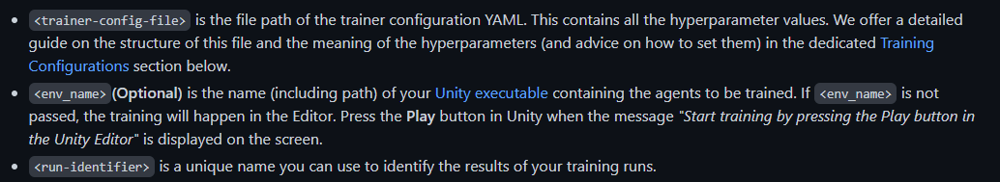 • <trainer-config-file> is the file path of the trainer configuration YAML. This contains all the hyperparameter values. We offer a detailed
guide on the structure of this file and the meaning of the hyperparameters (and advice on how to set them) in the dedicated Training
Configurations section below.
• <env_name>(Optional) is the name (including path) of your Unity executable containing the agents to be trained. If <env_name> is not
passed, the training will happen in the Editor. Press the Play button in Unity when the message "Start training by pressing the Play button in
the Unity Editor" is displayed on the screen.
• <run-identifier> is a unique name you can use to identify the results of your training runs.